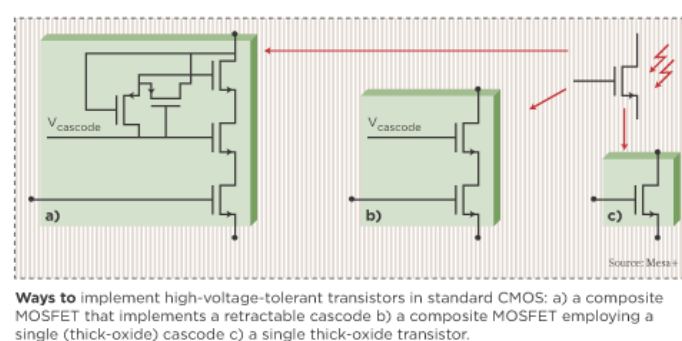 Vcascode
Vcascode
a)
b)
c)
Source: Mesa+
Ways to implement high-voltage-tolerant transistors in standard CMOS: a) a composite
MOSFET that implements a retractable cascode b) a composite MOSFET employing a
single (thick-oxide) cascode c) a single thick-oxide transistor.